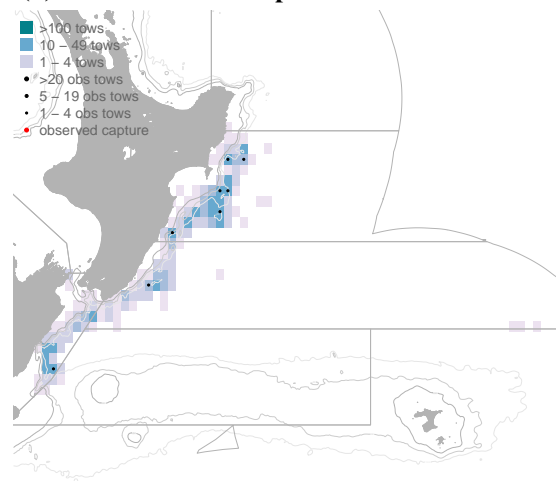 >100 tows
10 – 49 tows
1 – 4 tows
>20 obs tows
5 – 19 obs tows
1 – 4 obs tows
observed capture